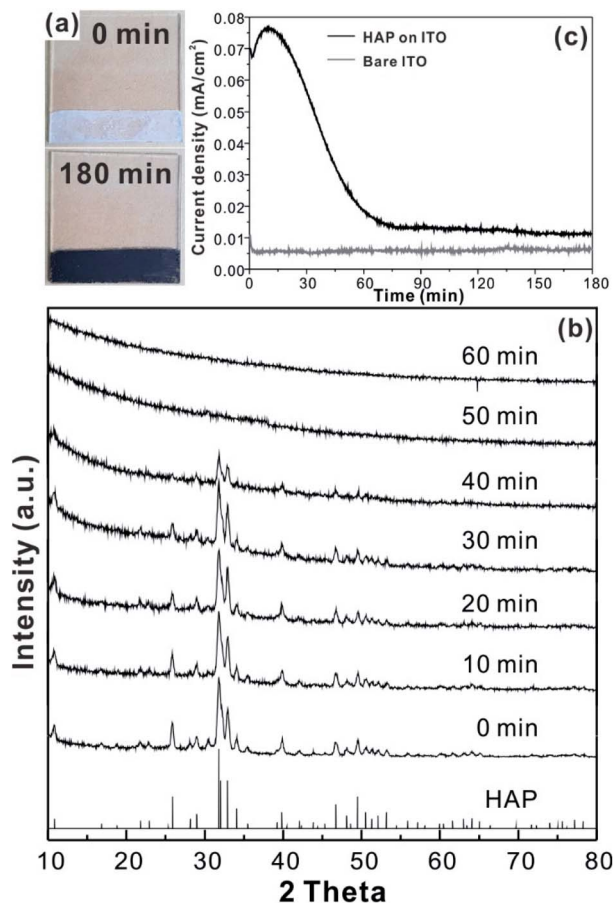 (a)
0 min
180 min
(c)
HAP on ITO
Bare ITO
Current density (mA/cm²)
0.08
0.07
0.06
0.05
0.04
0.03
0.02
0.01
0.00
0 30 60 90 120 150 180
Time (min)
(b)
60 min
50 min
40 min
30 min
20 min
10 min
0 min
HAP
Intensity (a.u.)
10 20 30 40 50 60 70 80
2 Theta